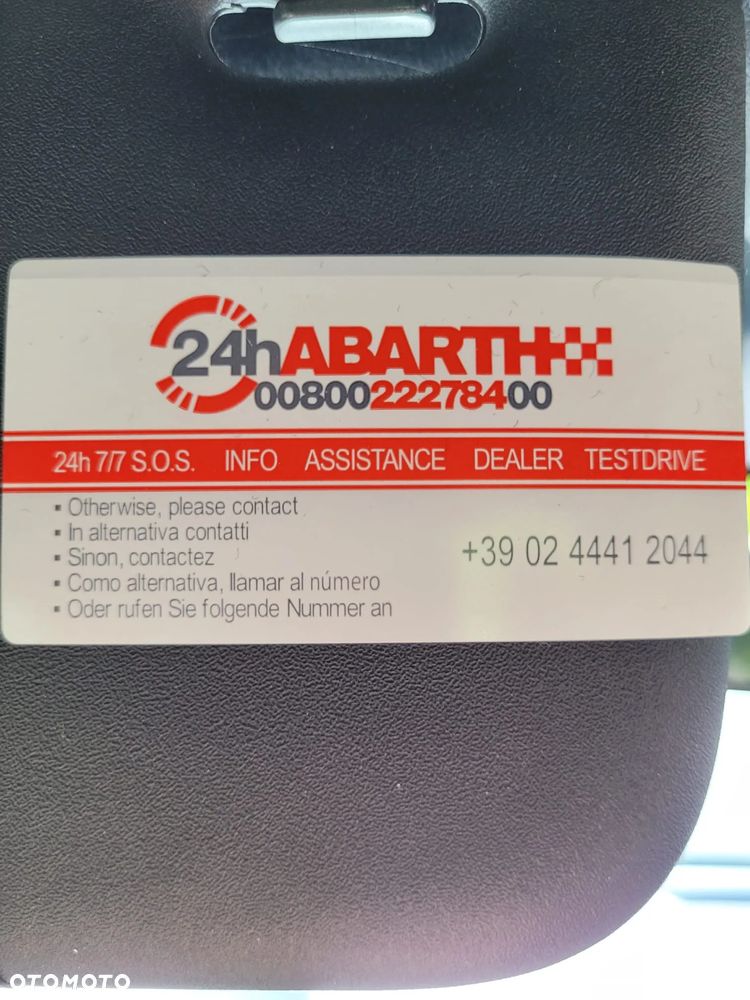 24hABARTH
00800222278400
24h 7/7 S.O.S. INFO ASSISTANCE DEALER TESTDRIVE
▪ Otherwise, please contact
▪ In alternativa contatti
▪ Sinon, contactez
▪ Como alternativa, llamar al número
▪ Oder rufen Sie folgende Nummer an
+39 02 4441 2044
OTOMOTO